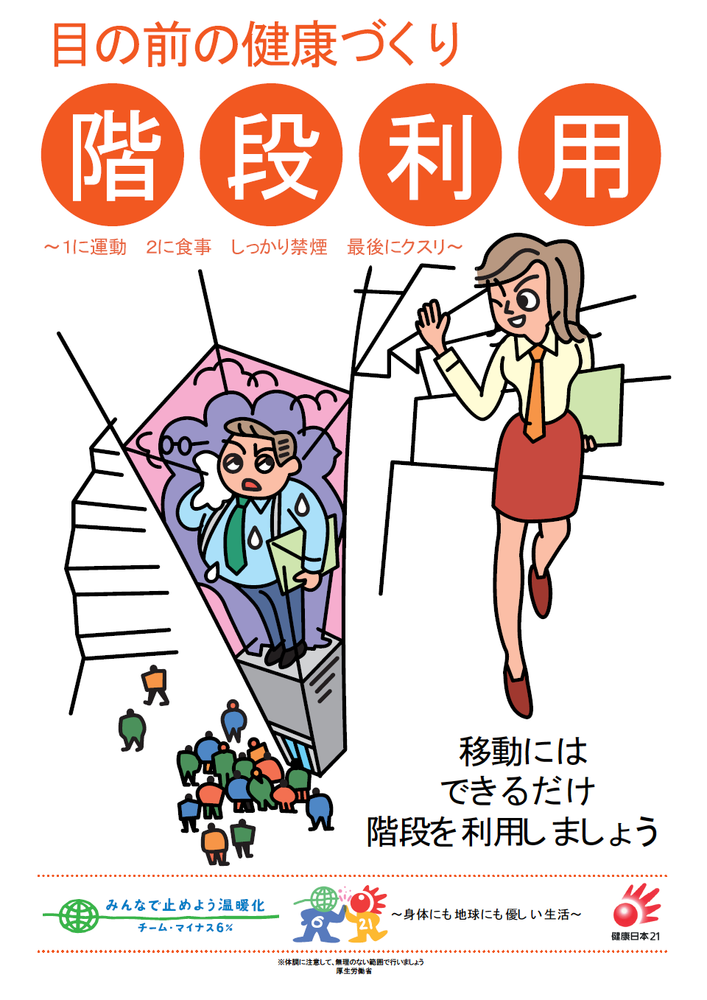 目の前の健康づくり
階段利用
～1に運動　2に食事　しっかり禁煙　最後にクスリ～
移動には
できるだけ
階段を利用しましょう
みんなで止めよう温暖化
チーム・マイナス6%
6
21
～身体にも地球にも優しい生活～
健康日本21
※体調に注意して、無理のない範囲で行いましょう
厚生労働省